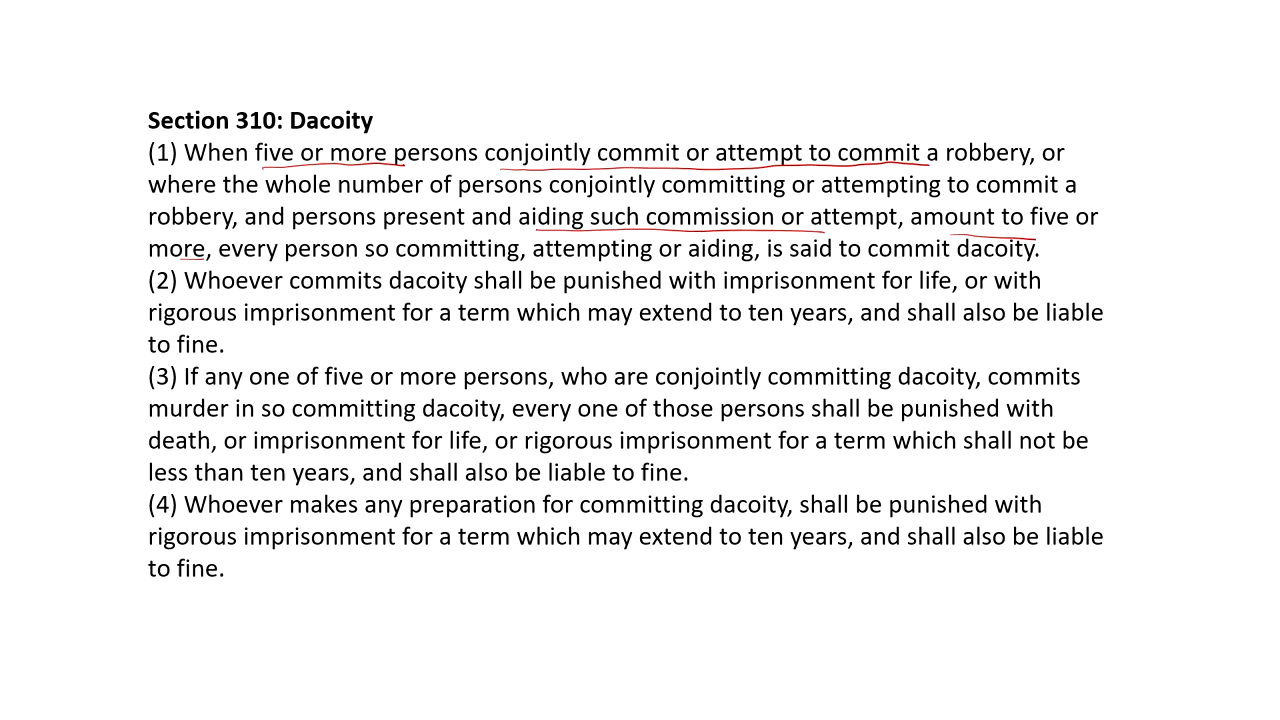 Section 310: Dacoity
(1) When five or more persons conjointly commit or attempt to commit a robbery, or
where the whole number of persons conjointly committing or attempting to commit a
robbery, and persons present and aiding such commission or attempt, amount to five or
more, every person so committing, attempting or aiding, is said to commit dacoity.
(2) Whoever commits dacoity shall be punished with imprisonment for life, or with
rigorous imprisonment for a term which may extend to ten years, and shall also be liable
to fine.
(3) If any one of five or more persons, who are conjointly committing dacoity, commits
murder in so committing dacoity, every one of those persons shall be punished with
death, or imprisonment for life, or rigorous imprisonment for a term which shall not be
less than ten years, and shall also be liable to fine.
(4) Whoever makes any preparation for committing dacoity, shall be punished with
rigorous imprisonment for a term which may extend to ten years, and shall also be liable
to fine.